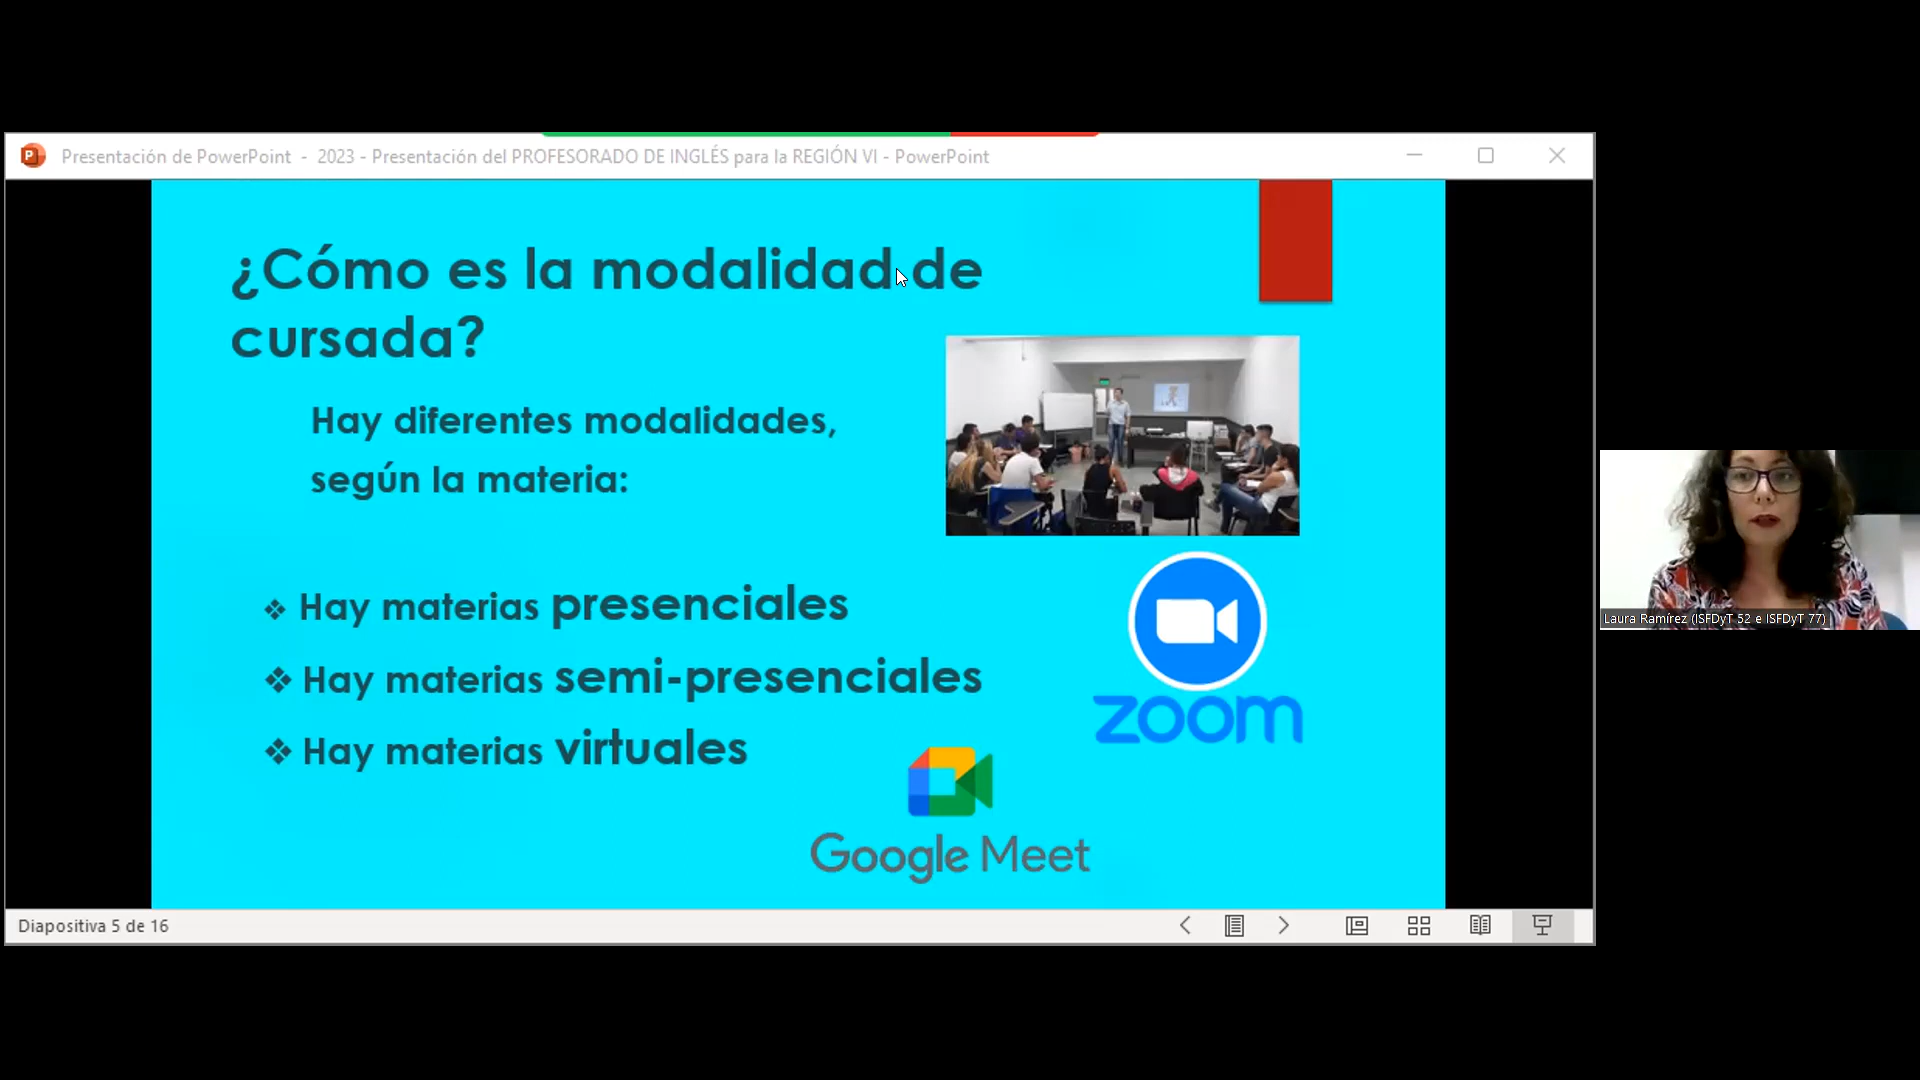 Presentación de PowerPoint - 2023 - Presentación del PROFESORADO DE INGLÉS para la REGIÓN VI - PowerPoint
¿Cómo es la modalidad de
cursada?
Hay diferentes modalidades,
según la materia:
❖ Hay materias presenciales
❖ Hay materias semi-presenciales
❖ Hay materias virtuales
zoom
Google Meet
Laura Ramírez (ISFDyT 52 e ISFDyT 77)
Diapositiva 5 de 16